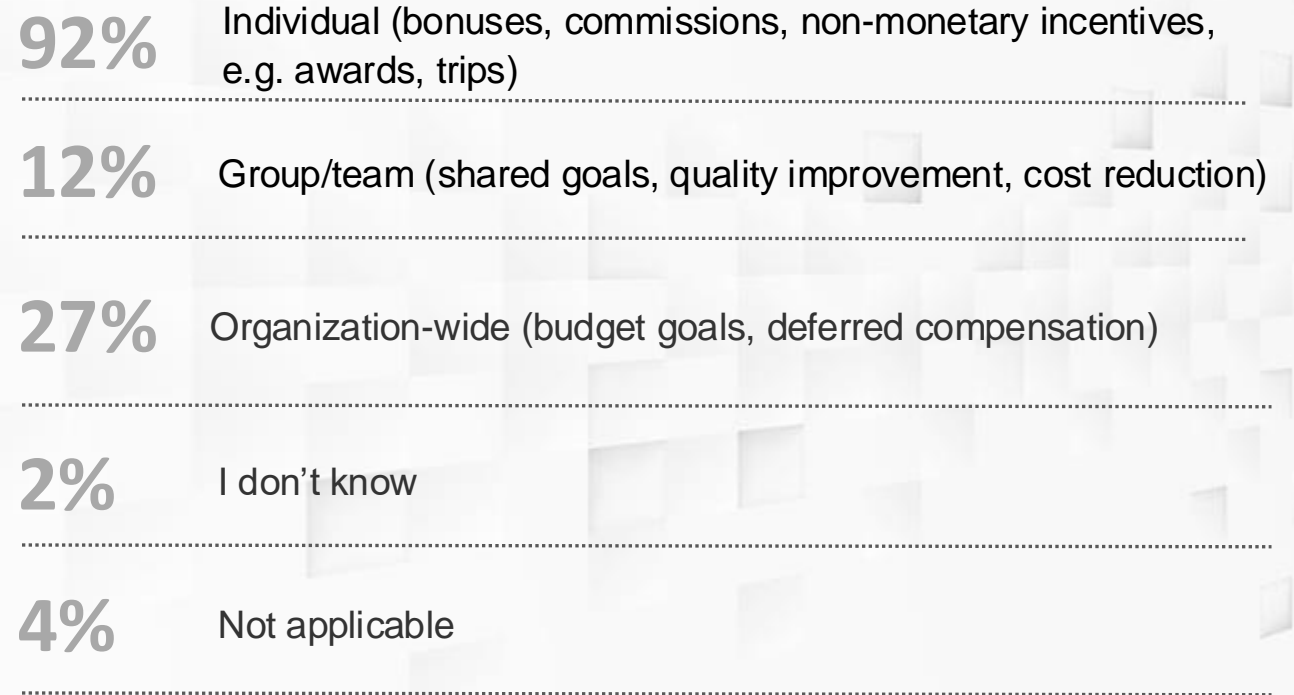 92% Individual (bonuses, commissions, non-monetary incentives,
e.g. awards, trips)
12% Group/team (shared goals, quality improvement, cost reduction)
27% Organization-wide (budget goals, deferred compensation)
2% I don’t know
4% Not applicable